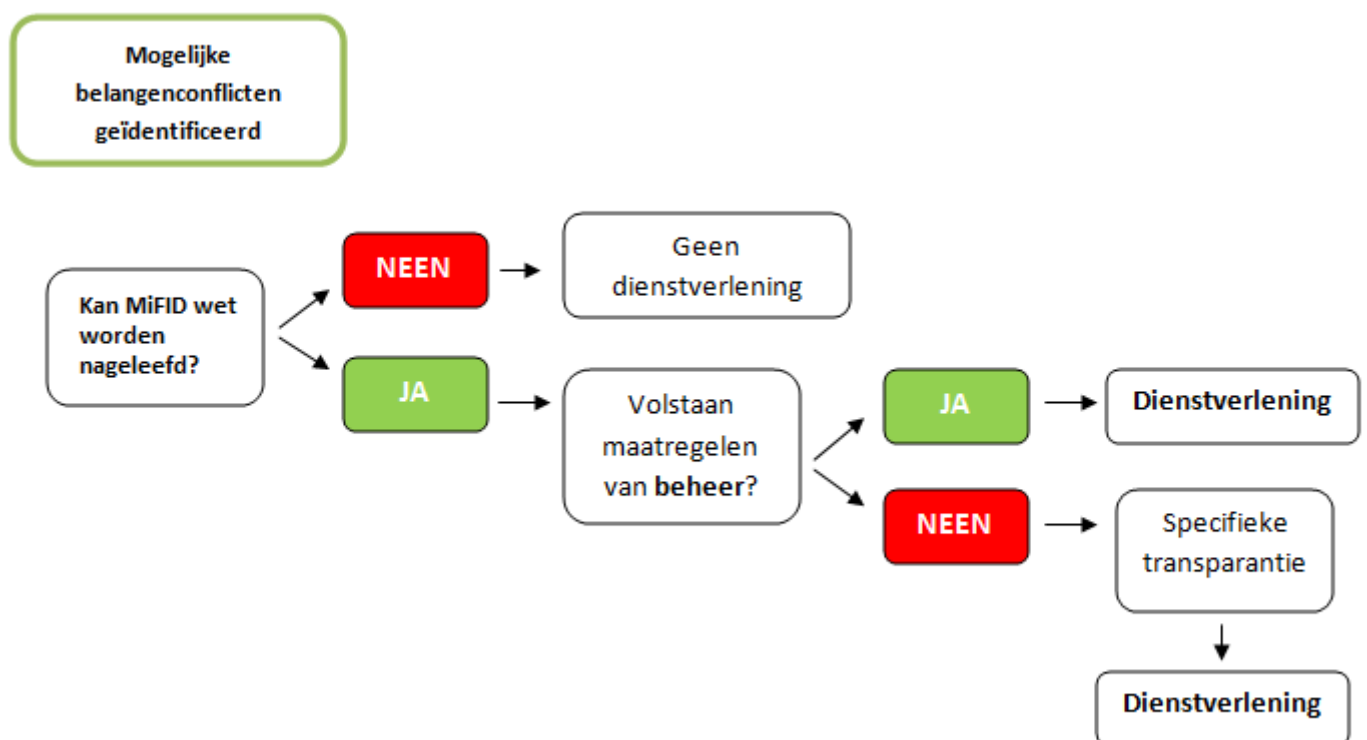 Mogelijke
belangenconflicten
geïdentificeerd
Kan MiFID wet
worden
nageleefd?
NEEN
Geen
dienstverlening
JA
Volstaan
maatregelen
van beheer?
JA
Dienstverlening
NEEN
Specifieke
transparantie
Dienstverlening